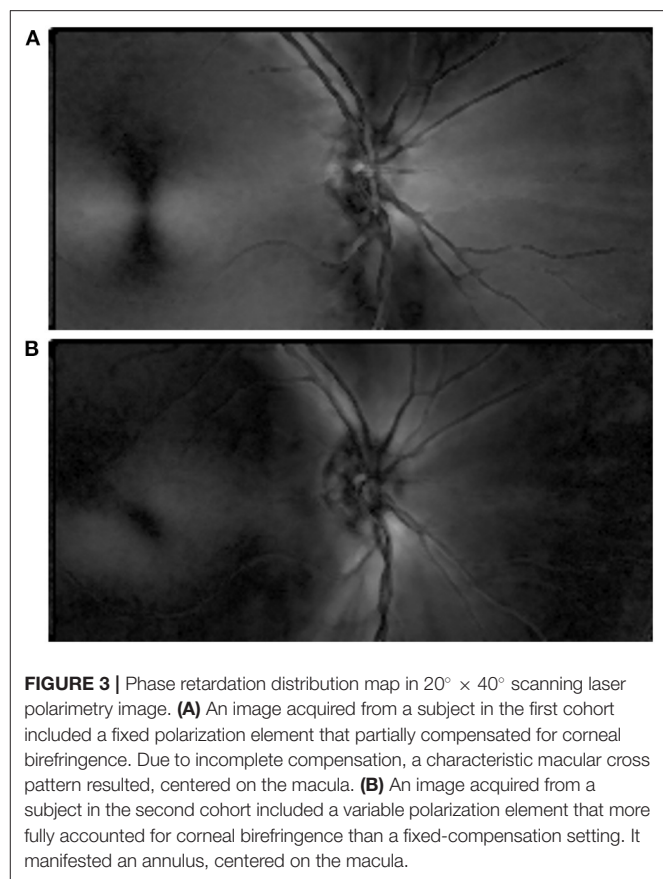 A
B
FIGURE 3 | Phase retardation distribution map in 20° × 40° scanning laser
polarimetry image. (A) An image acquired from a subject in the first cohort
included a fixed polarization element that partially compensated for corneal
birefringence. Due to incomplete compensation, a characteristic macular cross
pattern resulted, centered on the macula. (B) An image acquired from a
subject in the second cohort included a variable polarization element that more
fully accounted for corneal birefringence than a fixed-compensation setting. It
manifested an annulus, centered on the macula.